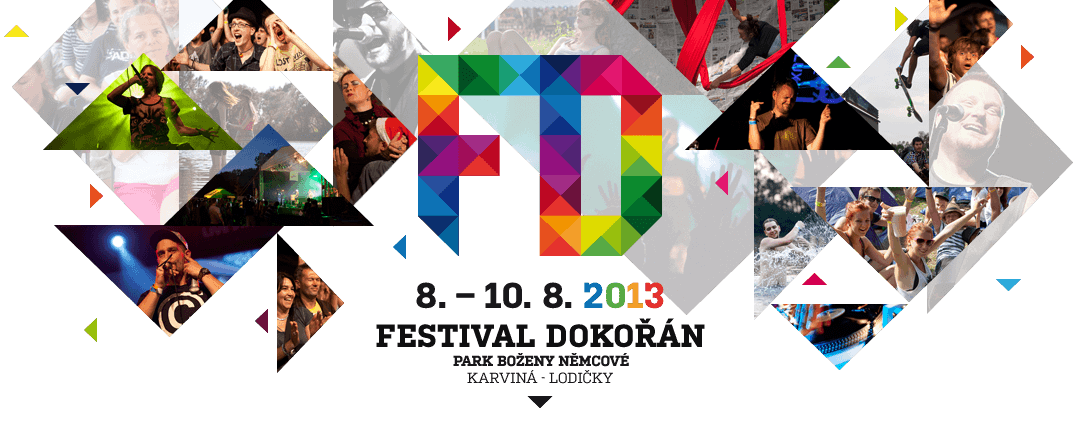 FD
8. – 10. 8. 2013
FESTIVAL DOKOŘÁN
PARK BOŽENY NĚMCOVÉ
KARVINÁ - LODIČKY